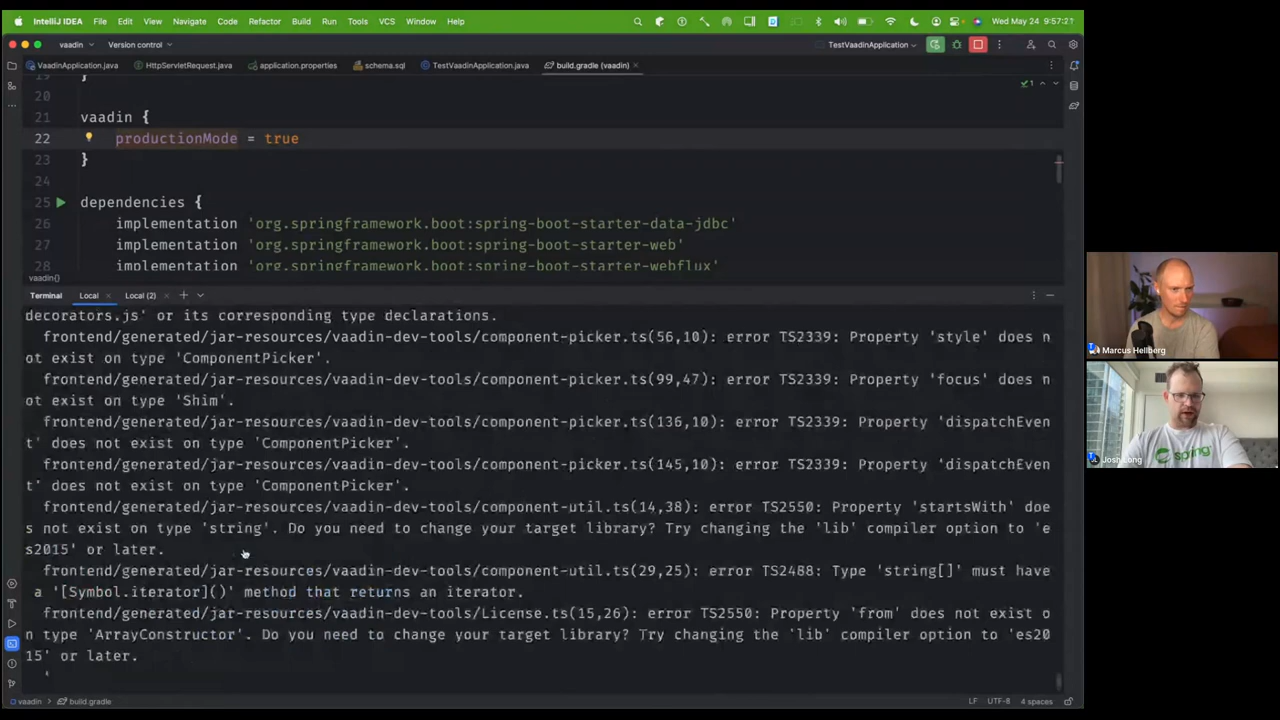 IntelliJ IDEA File Edit View Navigate Code Refactor Build Run Tools VCS Window Help Wed May 24 9:57:21
vaadin Version control TestVaadinApplication
VaadinApplication.java HttpServletRequest.java application.properties schema.sql TestVaadinApplication.java build.gradle (vaadin)
19 }
1
20
21 vaadin {
22 productionMode = true
23 }
24
25 dependencies {
26 implementation 'org.springframework.boot:spring-boot-starter-data-jdbc'
27 implementation 'org.springframework.boot:spring-boot-starter-web'
28 implementation 'org.springframework.boot:spring-boot-starter-webflux'
vaadin{}
Terminal Local Local (2)
decorators.js' or its corresponding type declarations.
frontend/generated/jar-resources/vaadin-dev-tools/component-picker.ts(56,10): error TS2339: Property 'style' does n
ot exist on type 'ComponentPicker'.
frontend/generated/jar-resources/vaadin-dev-tools/component-picker.ts(99,47): error TS2339: Property 'focus' does n
ot exist on type 'Shim'.
frontend/generated/jar-resources/vaadin-dev-tools/component-picker.ts(136,10): error TS2339: Property 'dispatchEven
t' does not exist on type 'ComponentPicker'.
frontend/generated/jar-resources/vaadin-dev-tools/component-picker.ts(145,10): error TS2339: Property 'dispatchEven
t' does not exist on type 'ComponentPicker'.
frontend/generated/jar-resources/vaadin-dev-tools/component-util.ts(14,38): error TS2550: Property 'startsWith' doe
s not exist on type 'string'. Do you need to change your target library? Try changing the 'lib' compiler option to 'e
s2015' or later.
frontend/generated/jar-resources/vaadin-dev-tools/component-util.ts(29,25): error TS2488: Type 'string[]' must have
a '[Symbol.iterator]()' method that returns an iterator.
frontend/generated/jar-resources/vaadin-dev-tools/License.ts(15,26): error TS2550: Property 'from' does not exist o
n type 'ArrayConstructor'. Do you need to change your target library? Try changing the 'lib' compiler option to 'es20
15' or later.
'
vaadin build.gradle LF UTF-8 4 spaces
Marcus Hellberg
Josh Long
spring